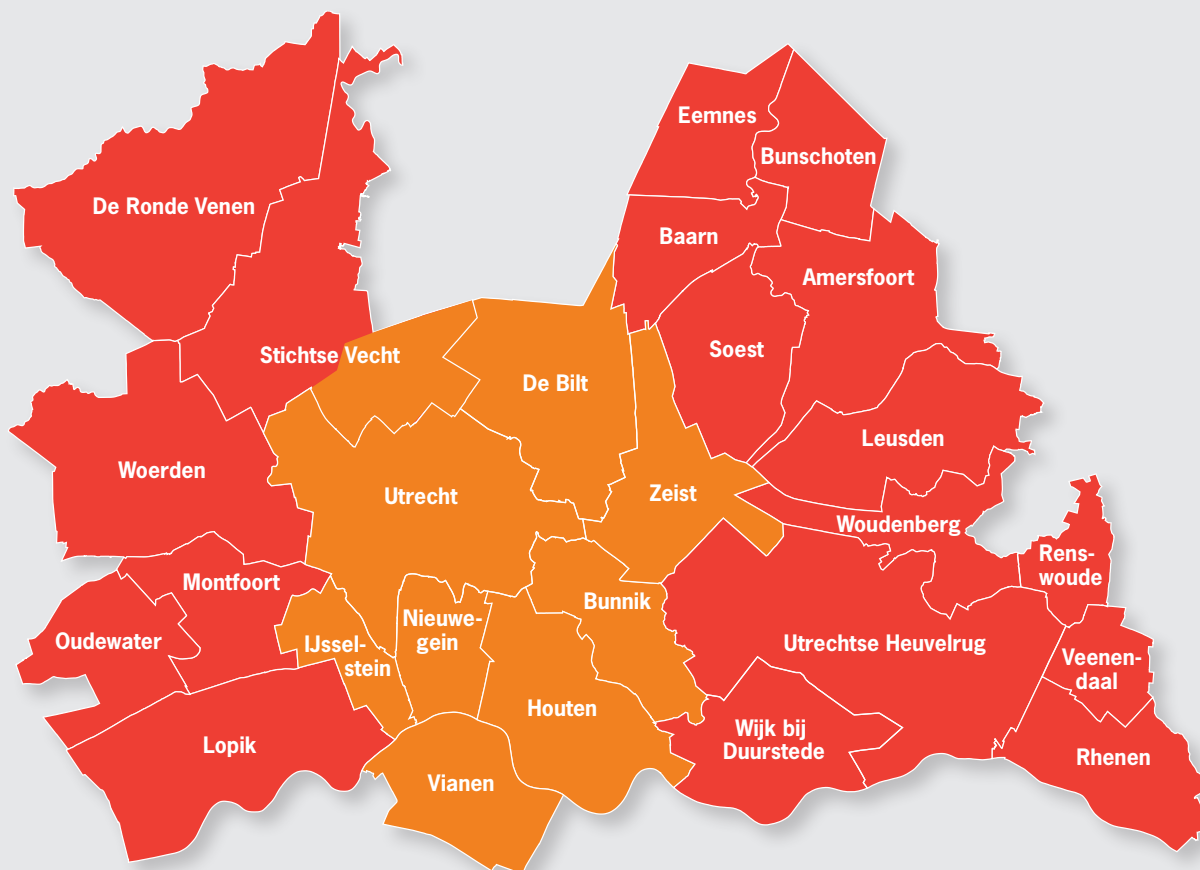 Eemnes
Bunschoten
De Ronde Venen
Baarn
Amersfoort
Stichtse Vecht
Soest
De Bilt
Leusden
Woerden
Utrecht
Zeist
Woudenberg
Rens-
woude
Montfoort
Bunnik
Nieuwe-
gein
Oudewater
IJssel-
stein
Utrechtse Heuvelrug
Veenen-
daal
Houten
Wijk bij
Duurstede
Lopik
Rhenen
Vianen